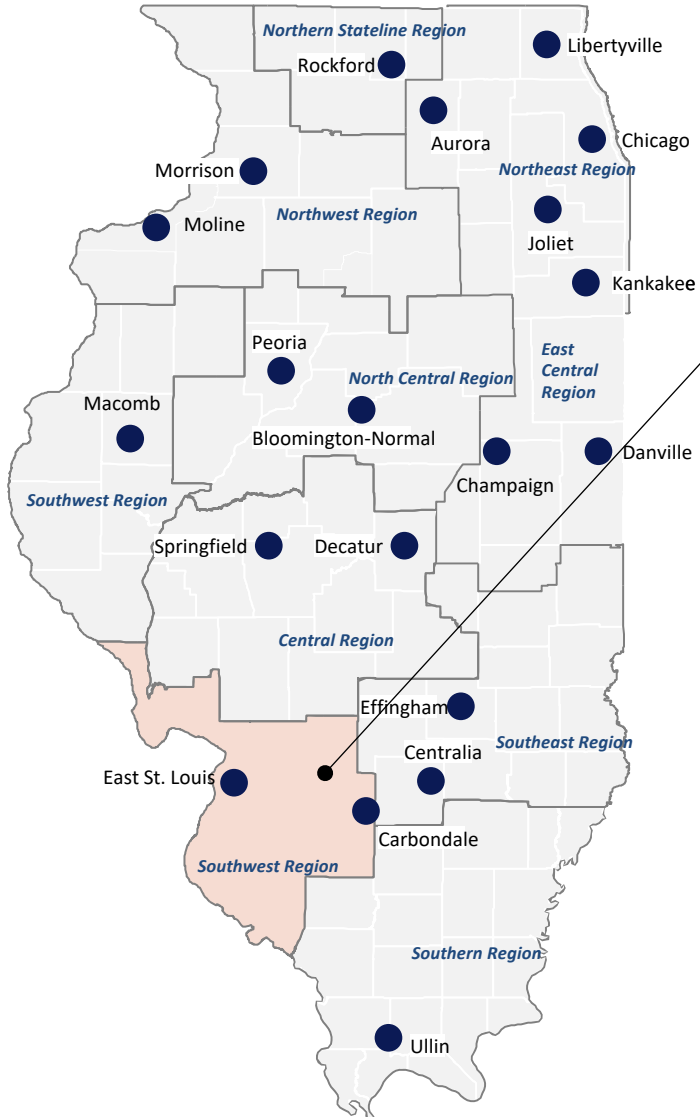 Northern Stateline Region
Libertyville
Rockford
Aurora
Chicago
Morrison
Northeast Region
Northwest Region
Moline
Joliet
Kankakee
Peoria
East
Central
Region
North Central Region
Macomb
Bloomington-Normal
Danville
Champaign
Southwest Region
Springfield
Decatur
Central Region
Effingham
Southeast Region
Centralia
East St. Louis
Carbondale
Southwest Region
Southern Region
Ullin